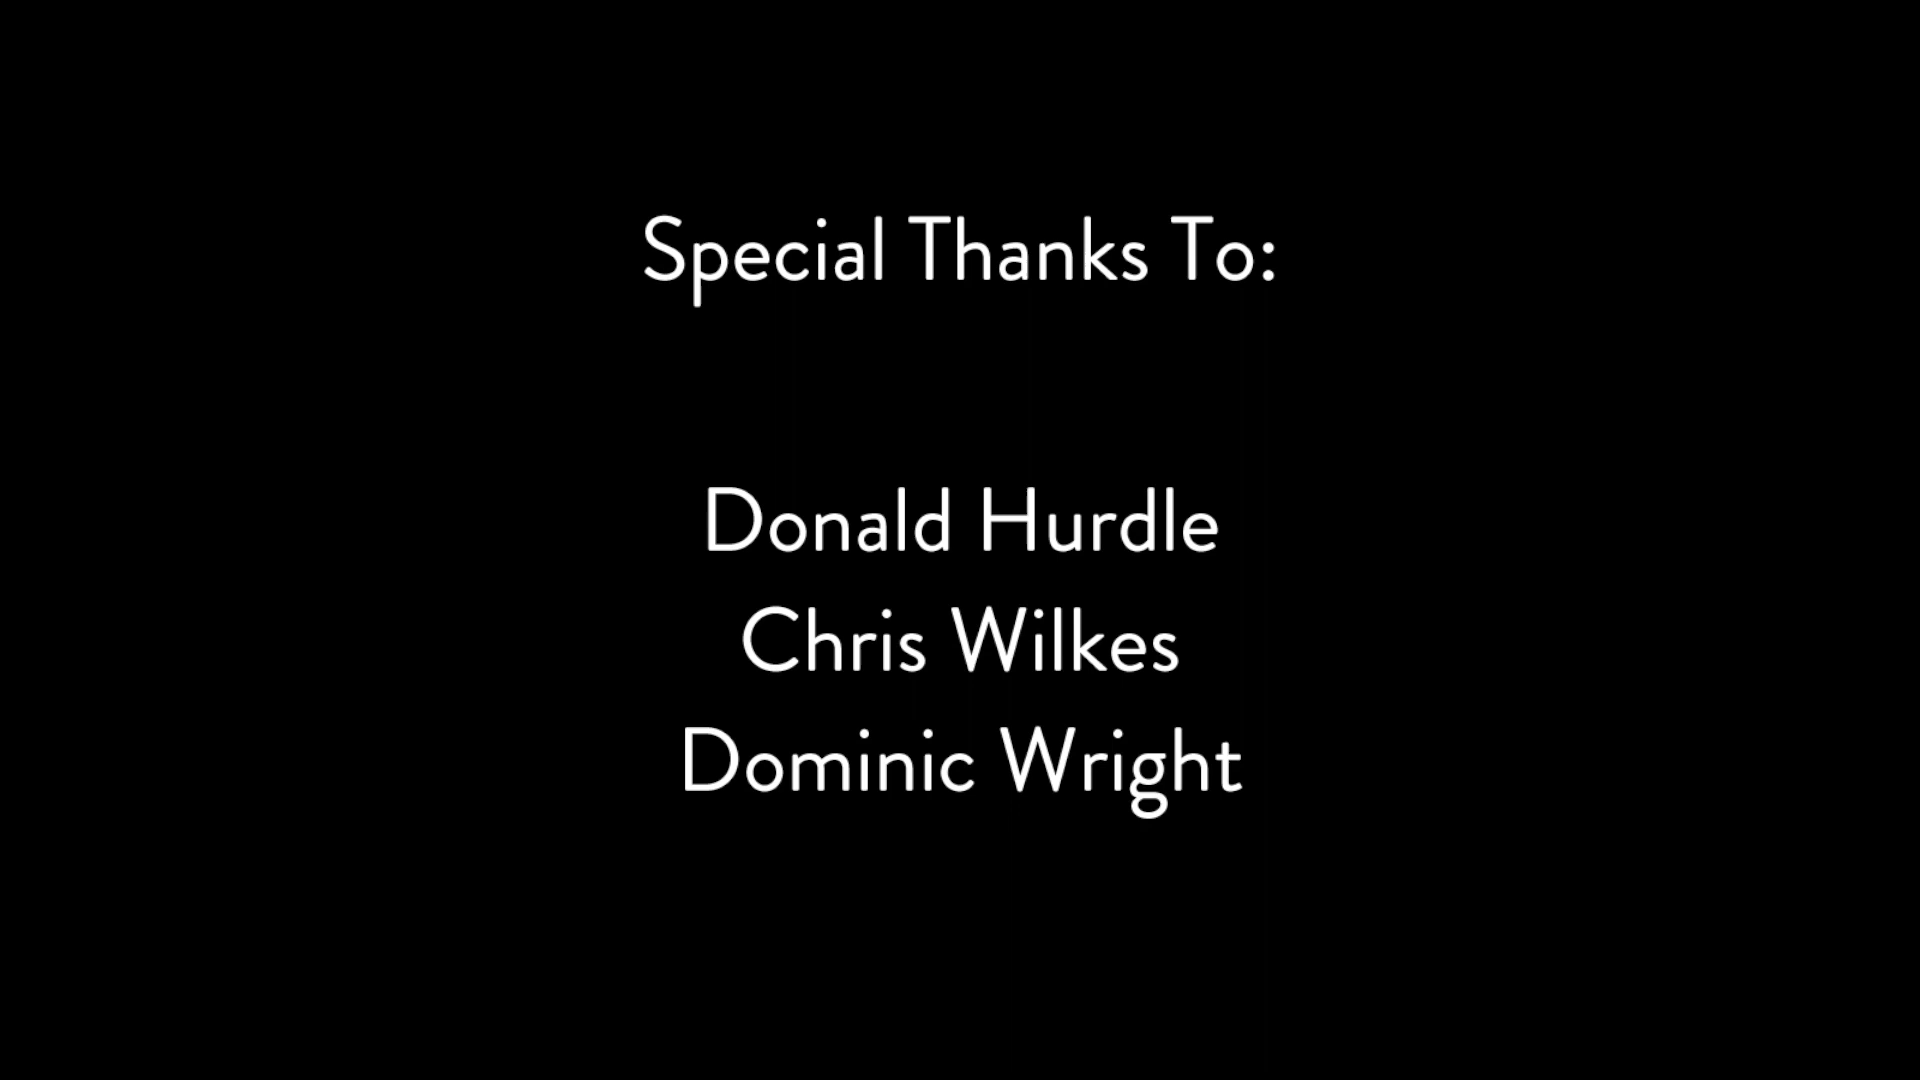 Special Thanks To:
Donald Hurdle
Chris Wilkes
Dominic Wright